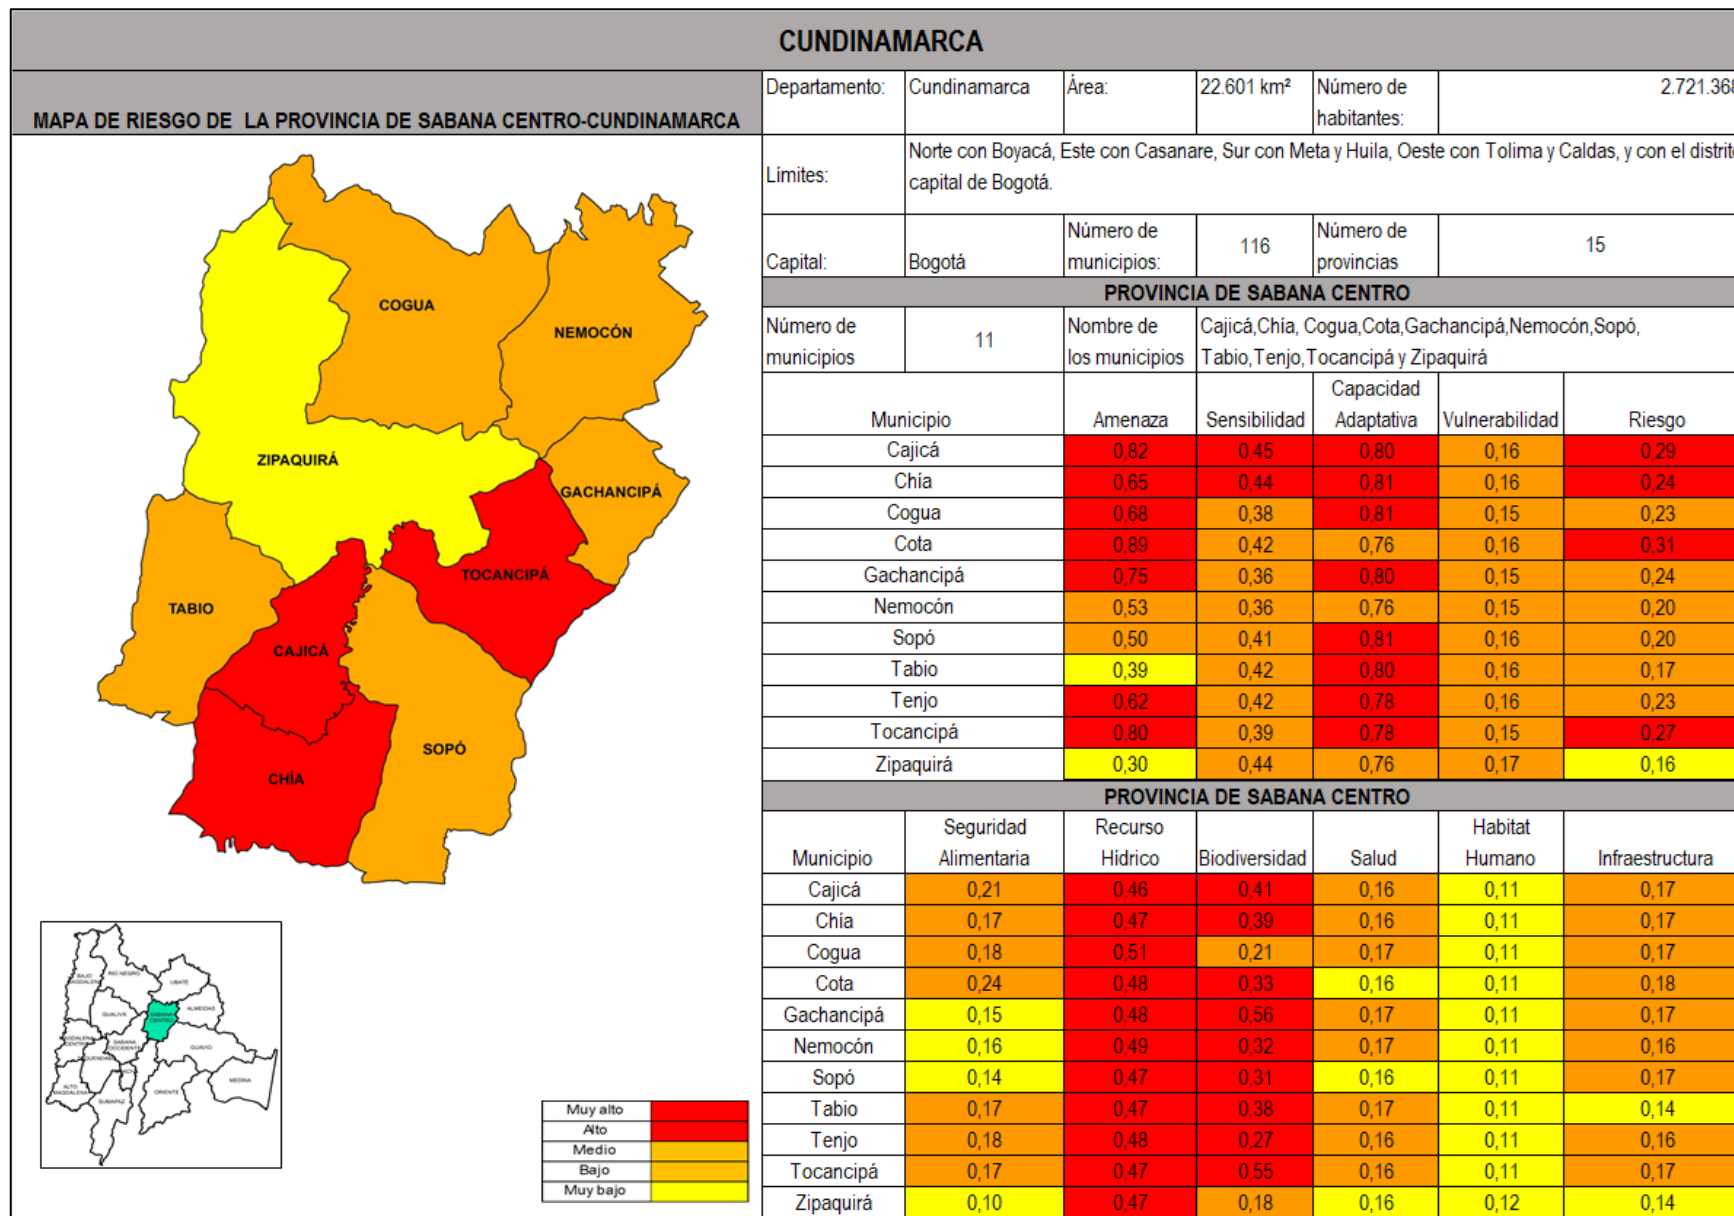 CUNDINAMARCA
MAPA DE RIESGO DE LA PROVINCIA DE SABANA CENTRO-CUNDINAMARCA
COGUA
NEMOCÓN
ZIPAQUIRÁ
GACHANCIPÁ
TOCANCIPÁ
TABIO
CAJICÁ
SOPÓ
CHÍA
RIO NEGRO
UBATÉ
GUALIVÁ
SABANA
CENTRO
ALMEIDAS
SABANA
OCCIDENTE
GUAVIO
MEDINA
ALTO
MAGDALENA
SUMAPAZ
ORIENTE
Muy alto
Alto
Medio
Bajo
Muy bajo
Departamento: Cundinamarca Área: 22.601 km² Número de habitantes: 2.721.368
Límites: Norte con Boyacá, Este con Casanare, Sur con Meta y Huila, Oeste con Tolima y Caldas, y con el distrit
capital de Bogotá.
Capital: Bogotá Número de municipios: 116 Número de provincias 15
PROVINCIA DE SABANA CENTRO
Número de municipios 11 Nombre de los municipios Cajicá,Chía, Cogua,Cota,Gachancipá,Nemocón,Sopó,
Tabio,Tenjo,Tocancipá y Zipaquirá
Municipio Amenaza Sensibilidad Capacidad Adaptativa Vulnerabilidad Riesgo
Cajicá 0,82 0,45 0,80 0,16 0,29
Chía 0,65 0,44 0,81 0,16 0,24
Cogua 0,68 0,38 0,81 0,15 0,23
Cota 0,89 0,42 0,76 0,16 0,31
Gachancipá 0,75 0,36 0,80 0,15 0,24
Nemocón 0,53 0,36 0,76 0,15 0,20
Sopó 0,50 0,41 0,81 0,16 0,20
Tabio 0,39 0,42 0,80 0,16 0,17
Tenjo 0,62 0,42 0,78 0,16 0,23
Tocancipá 0,80 0,39 0,78 0,15 0,27
Zipaquirá 0,30 0,44 0,76 0,17 0,16
PROVINCIA DE SABANA CENTRO
Municipio Seguridad Alimentaria Recurso Hídrico Biodiversidad Salud Habitat Humano Infraestructura
Cajicá 0,21 0,46 0,41 0,16 0,11 0,17
Chía 0,17 0,47 0,39 0,16 0,11 0,17
Cogua 0,18 0,51 0,21 0,17 0,11 0,17
Cota 0,24 0,48 0,33 0,16 0,11 0,18
Gachancipá 0,15 0,48 0,56 0,17 0,11 0,17
Nemocón 0,16 0,49 0,32 0,17 0,11 0,16
Sopó 0,14 0,47 0,31 0,16 0,11 0,17
Tabio 0,17 0,47 0,38 0,17 0,11 0,14
Tenjo 0,18 0,48 0,27 0,16 0,11 0,16
Tocancipá 0,17 0,47 0,55 0,16 0,11 0,17
Zipaquirá 0,10 0,47 0,18 0,16 0,12 0,14